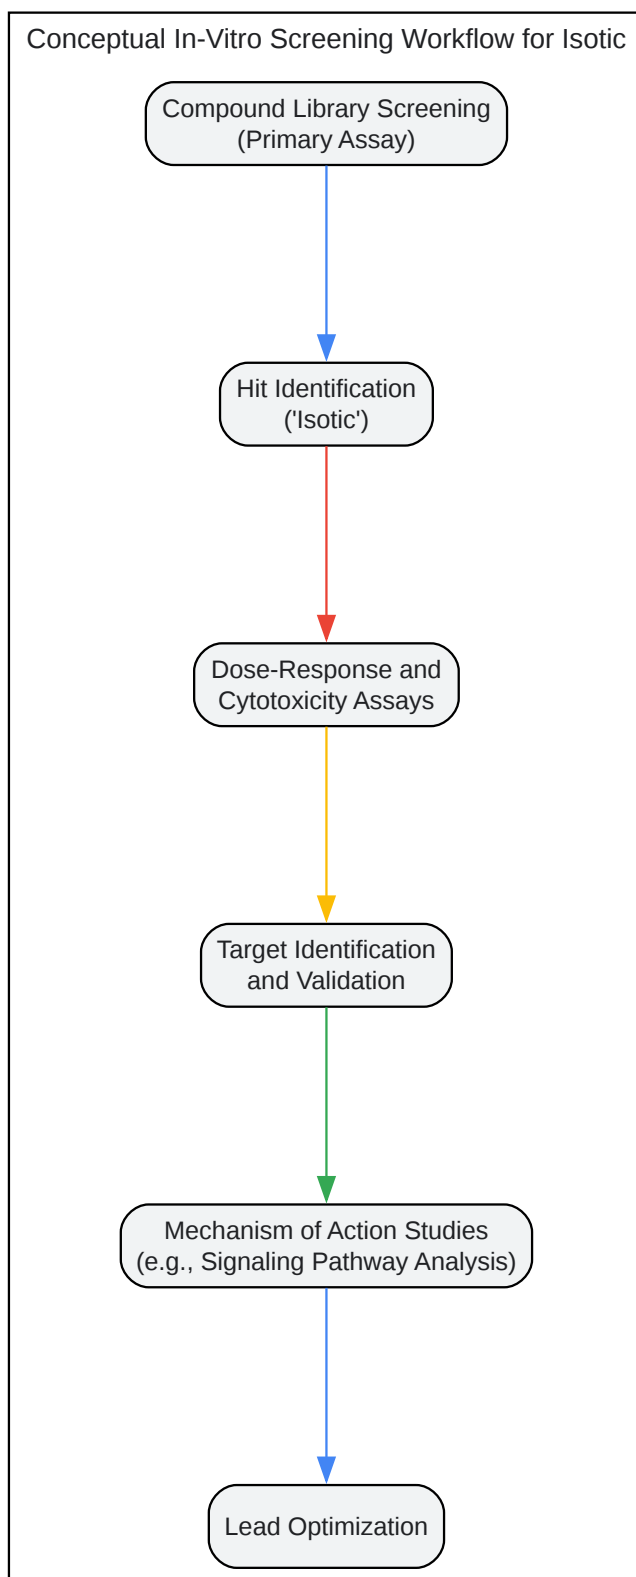 Conceptual In-Vitro Screening Workflow for Isotic
Compound Library Screening
(Primary Assay)
Hit Identification
('Isotic')
Dose-Response and
Cytotoxicity Assays
Target Identification
and Validation
Mechanism of Action Studies
(e.g., Signaling Pathway Analysis)
Lead Optimization